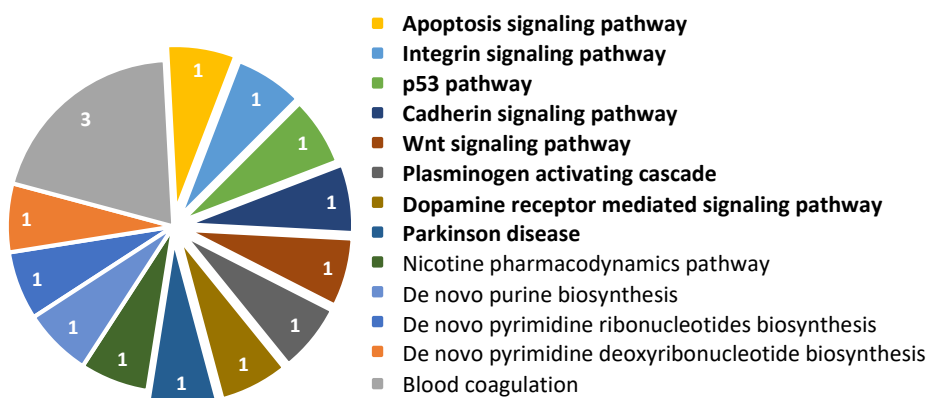 1
1
1
1
1
1
1
1
1
1
1
1
3
Apoptosis signaling pathway
Integrin signaling pathway
p53 pathway
Cadherin signaling pathway
Wnt signaling pathway
Plasminogen activating cascade
Dopamine receptor mediated signaling pathway
Parkinson disease
Nicotine pharmacodynamics pathway
De novo purine biosynthesis
De novo pyrimidine ribonucleotides biosynthesis
De novo pyrimidine deoxyribonucleotide biosynthesis
Blood coagulation